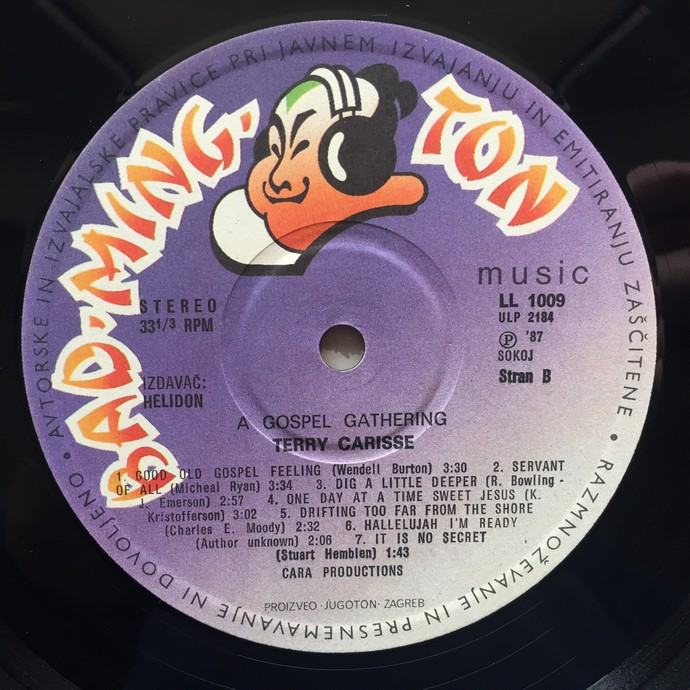 AVTORSKE IN IZVAJALSKE PRAVICE PRI JAVNEM IZVAJANJU IN EMITIRANJU ZAŠČITENE • RAZMNOŽEVANJE IN PRESNEMAVANJE NI DOVOLJENO •
BAD·MING·TON
music
STEREO
33 1/3 RPM
LL 1009
ULP 2184
Ⓟ '87
SOKOJ
Stran B
IZDAVAČ:
HELIDON
A GOSPEL GATHERING
TERRY CARISSE
1. GOOD OLD GOSPEL FEELING (Wendell Burton) 3:30 2. SERVANT
OF ALL (Micheal Ryan) 3:34 3. DIG A LITTLE DEEPER (R. Bowling -
J. Emerson) 2:57 4. ONE DAY AT A TIME SWEET JESUS (K.
Kristofferson) 3:02 5. DRIFTING TOO FAR FROM THE SHORE
(Charles E. Moody) 2:32 6. HALLELUJAH I'M READY
(Author unknown) 2:06 7. IT IS NO SECRET
(Stuart Hemblen) 1:43
CARA PRODUCTIONS
PROIZVEO · JUGOTON · ZAGREB